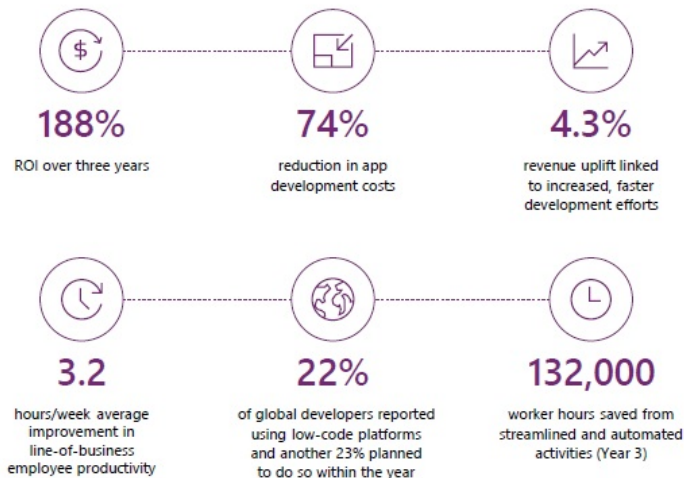 $
188%
ROI over three years
74%
reduction in app
development costs
4.3%
revenue uplift linked
to increased, faster
development efforts
3.2
hours/week average
improvement in
line-of-business
employee productivity
22%
of global developers reported
using low-code platforms
and another 23% planned
to do so within the year
132,000
worker hours saved from
streamlined and automated
activities (Year 3)